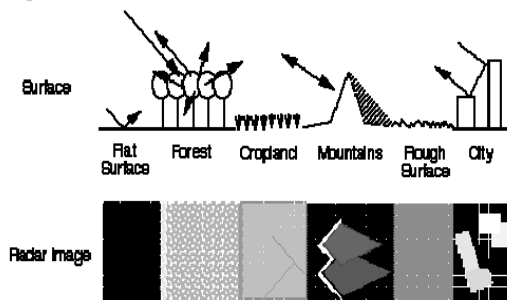 Surface
Flat
Surface
Forest
Cropland
Mountains
Rough
Surface
City
Radar Image